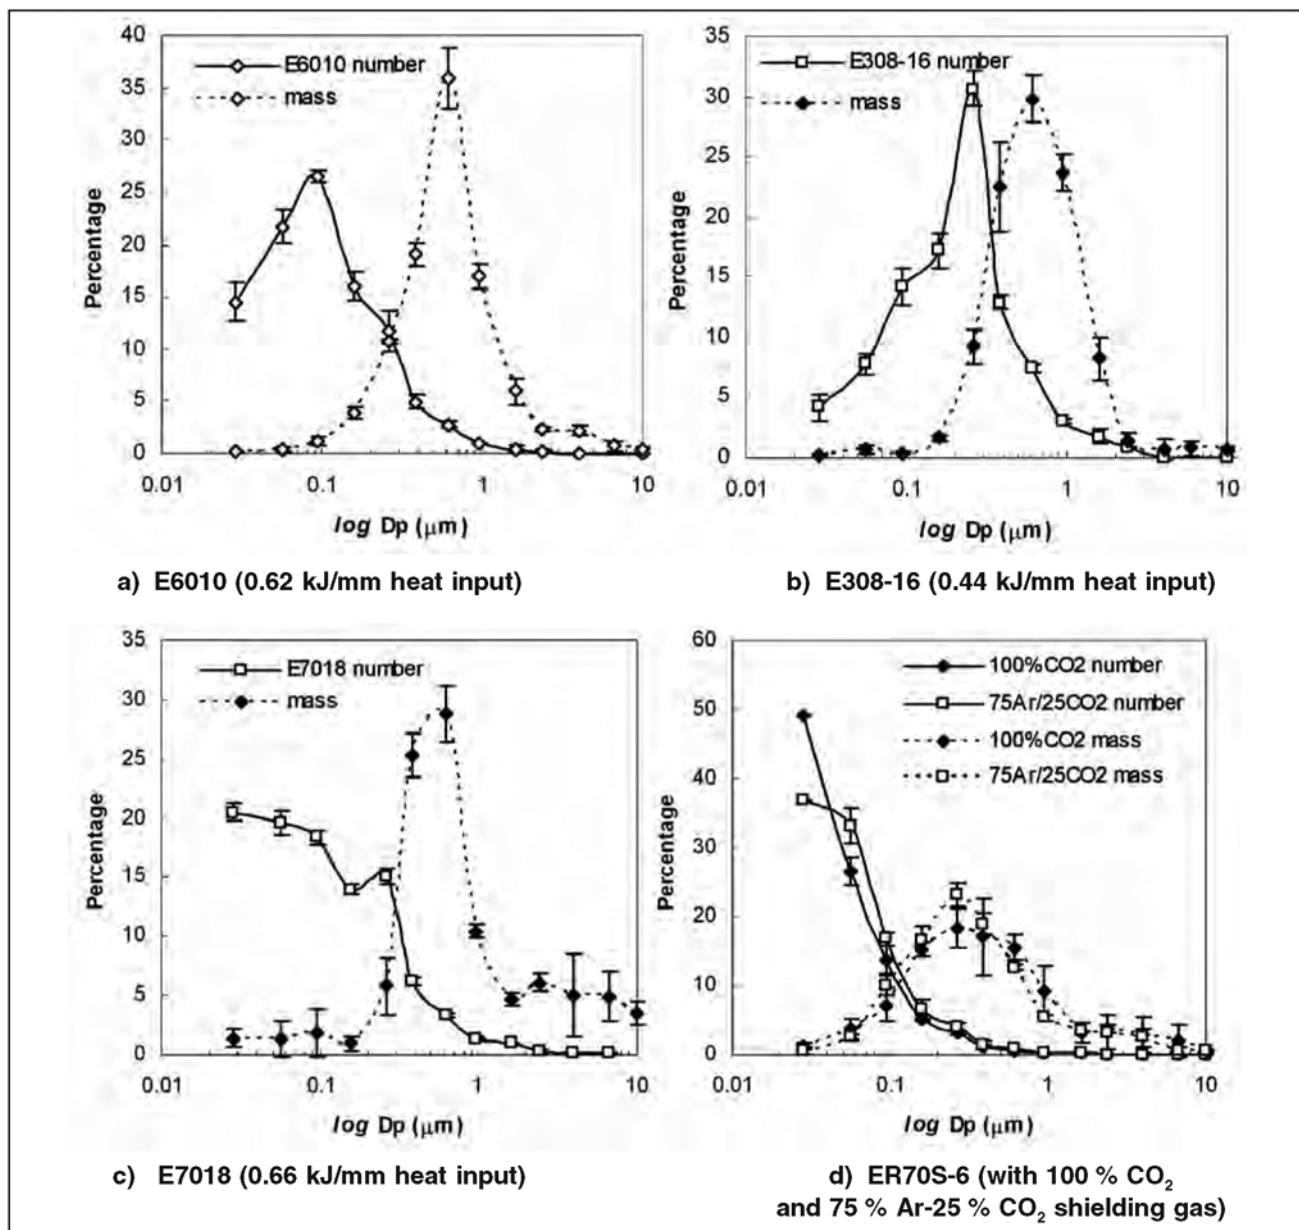 40
35
30
25
20
15
10
5
0
Percentage
E6010 number
mass
0.01
0.1
1
10
log Dp (μm)
a) E6010 (0.62 kJ/mm heat input)
35
30
25
20
15
10
5
0
Percentage
E308-16 number
mass
0.01
0.1
1
10
log Dp (μm)
b) E308-16 (0.44 kJ/mm heat input)
35
30
25
20
15
10
5
0
Percentage
E7018 number
mass
0.01
0.1
1
10
log Dp (μm)
c) E7018 (0.66 kJ/mm heat input)
60
50
40
30
20
10
0
Percentage
100%CO2 number
75Ar/25CO2 number
100%CO2 mass
75Ar/25CO2 mass
0.01
0.1
1
10
log Dp (μm)
d) ER70S-6 (with 100 % CO₂
and 75 % Ar-25 % CO₂ shielding gas)